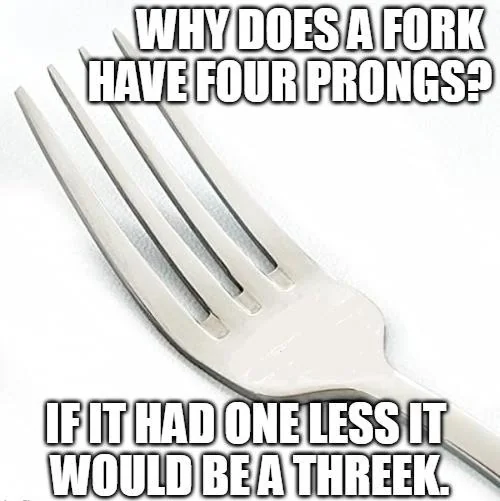 WHY DOES A FORK
HAVE FOUR PRONGS?
IF IT HAD ONE LESS IT
WOULD BE A THREEK.